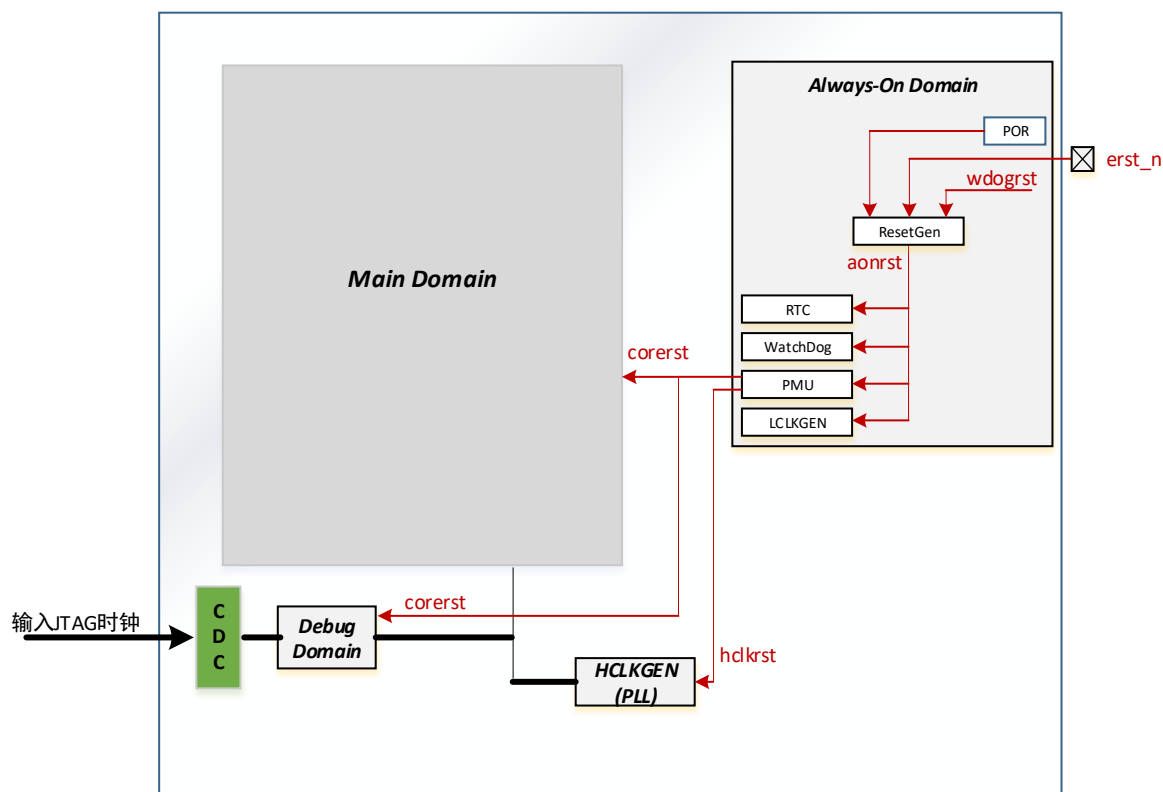 Always-On Domain
POR
erst_n
wdogrst
ResetGen
aonrst
Main Domain
RTC
corerst
WatchDog
PMU
LCLKGEN
输入JTAG时钟
C
D
C
corerst
Debug
Domain
hclkrst
HCLKGEN
(PLL)